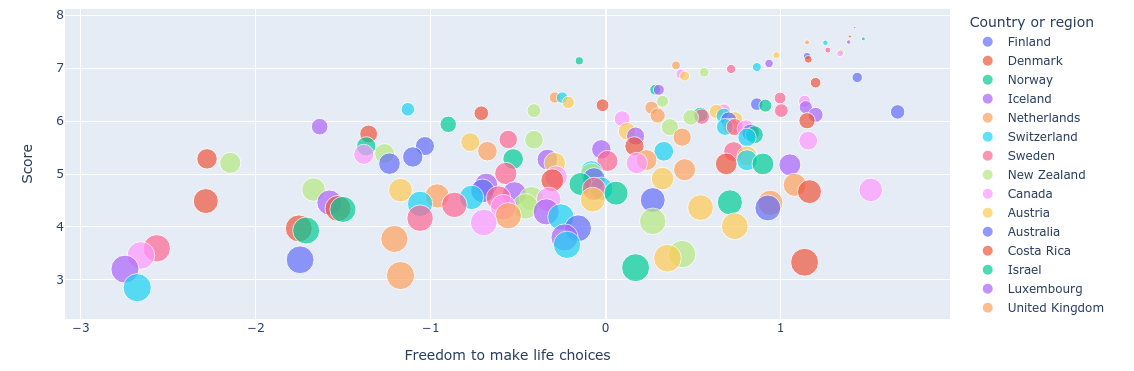 8
7
6
5
4
3
Score
−3
−2
−1
0
1
Freedom to make life choices
Country or region
Finland
Denmark
Norway
Iceland
Netherlands
Switzerland
Sweden
New Zealand
Canada
Austria
Australia
Costa Rica
Israel
Luxembourg
United Kingdom